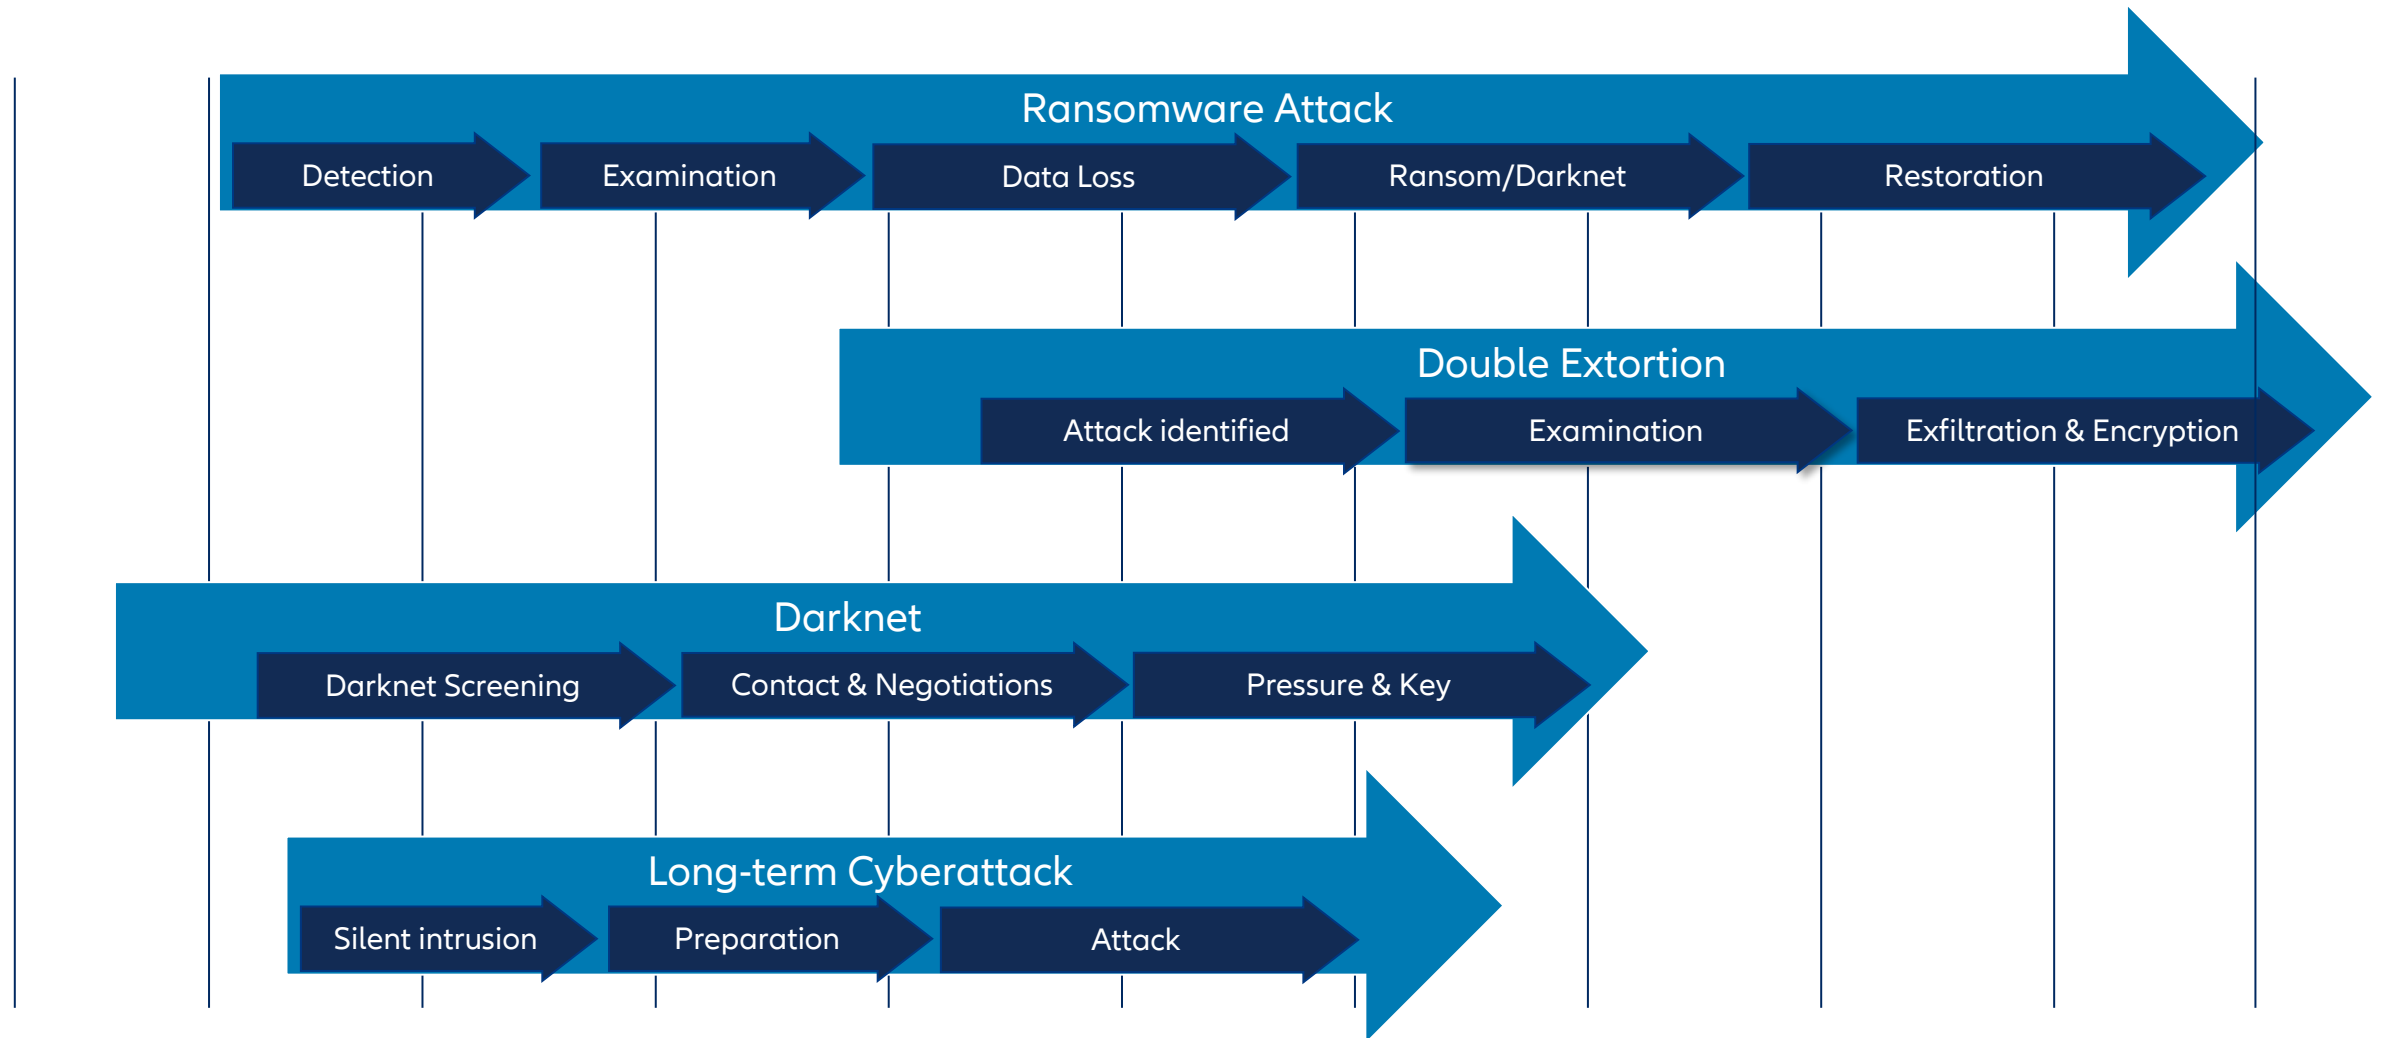 Ransomware Attack
Detection
Examination
Data Loss
Ransom/Darknet
Restoration
Double Extortion
Attack identified
Examination
Exfiltration & Encryption
Darknet
Darknet Screening
Contact & Negotiations
Pressure & Key
Long-term Cyberattack
Silent intrusion
Preparation
Attack